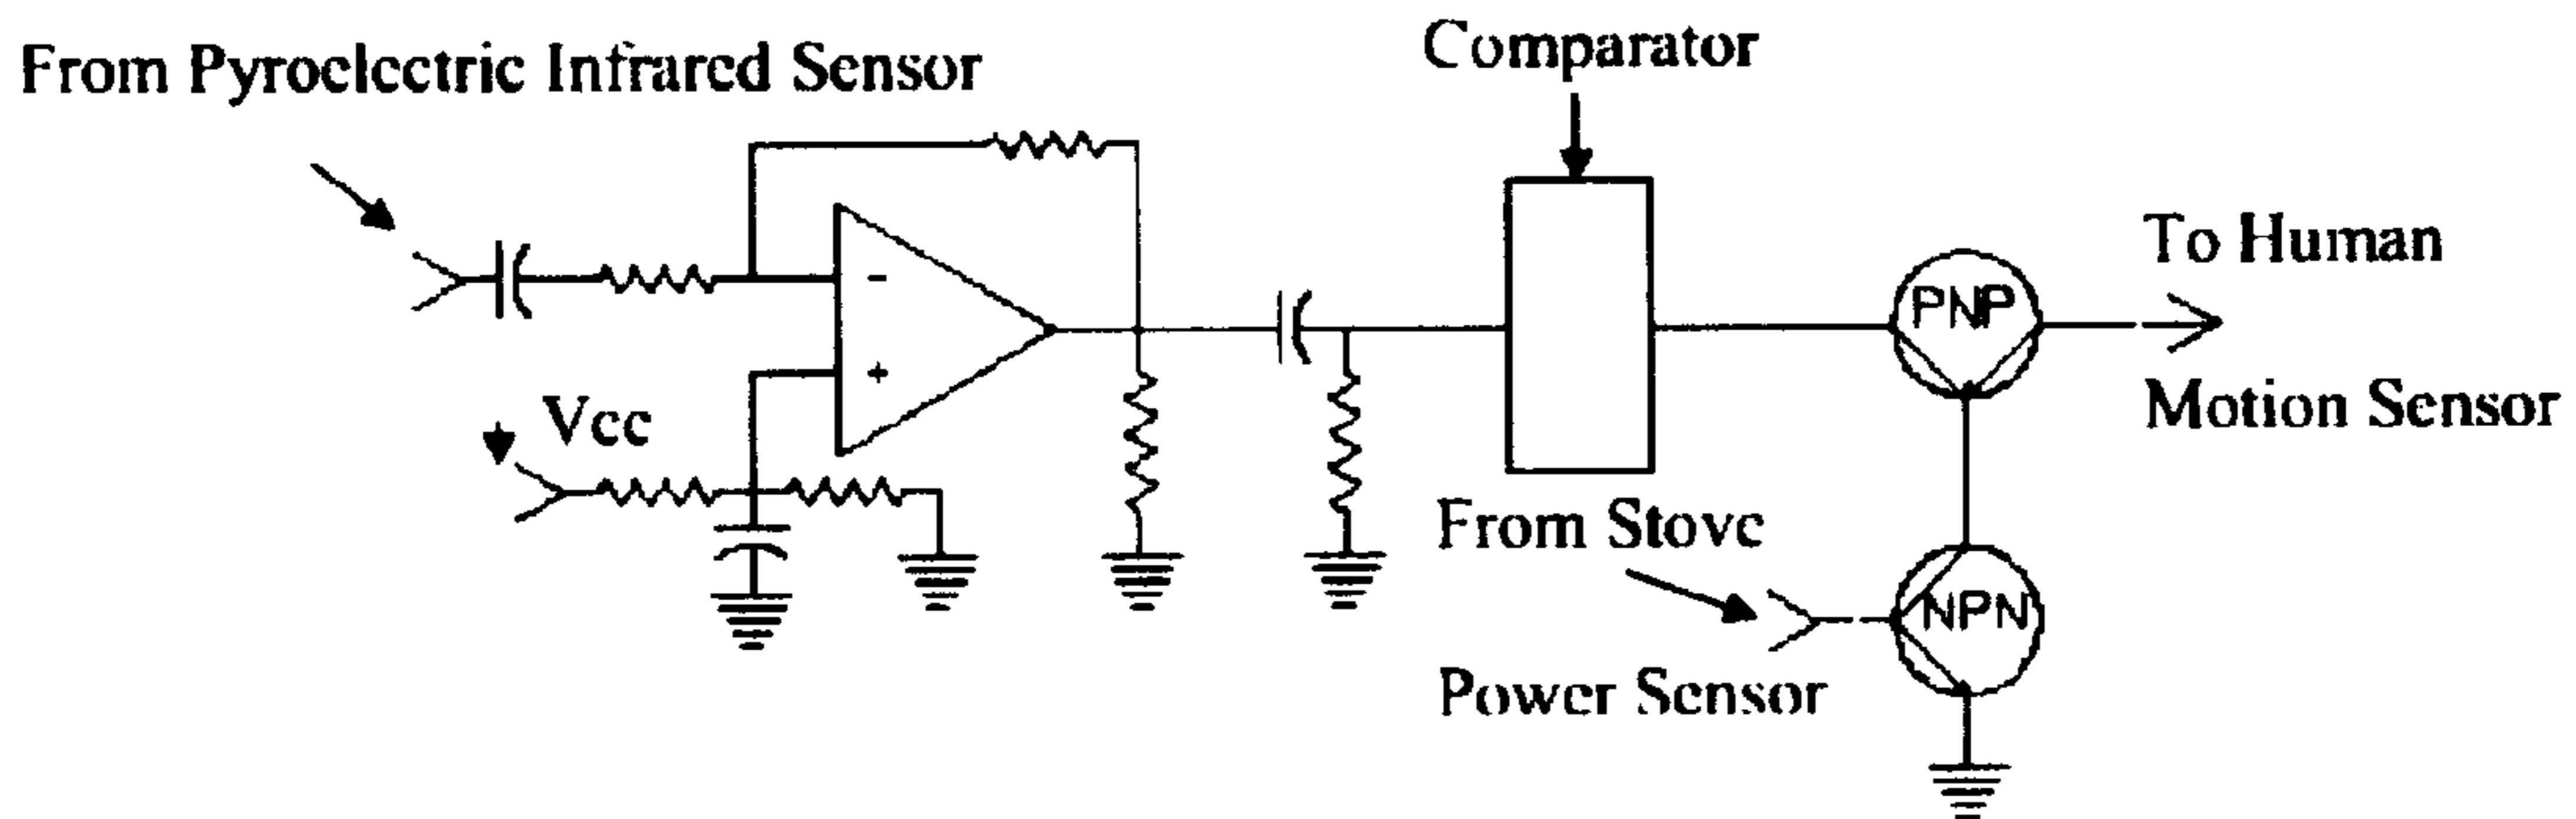 From Pyroelectric Infrared Sensor
Comparator
To Human
Motion Sensor
PNP
-
+
Vcc
From Stove
Power Sensor
NPN